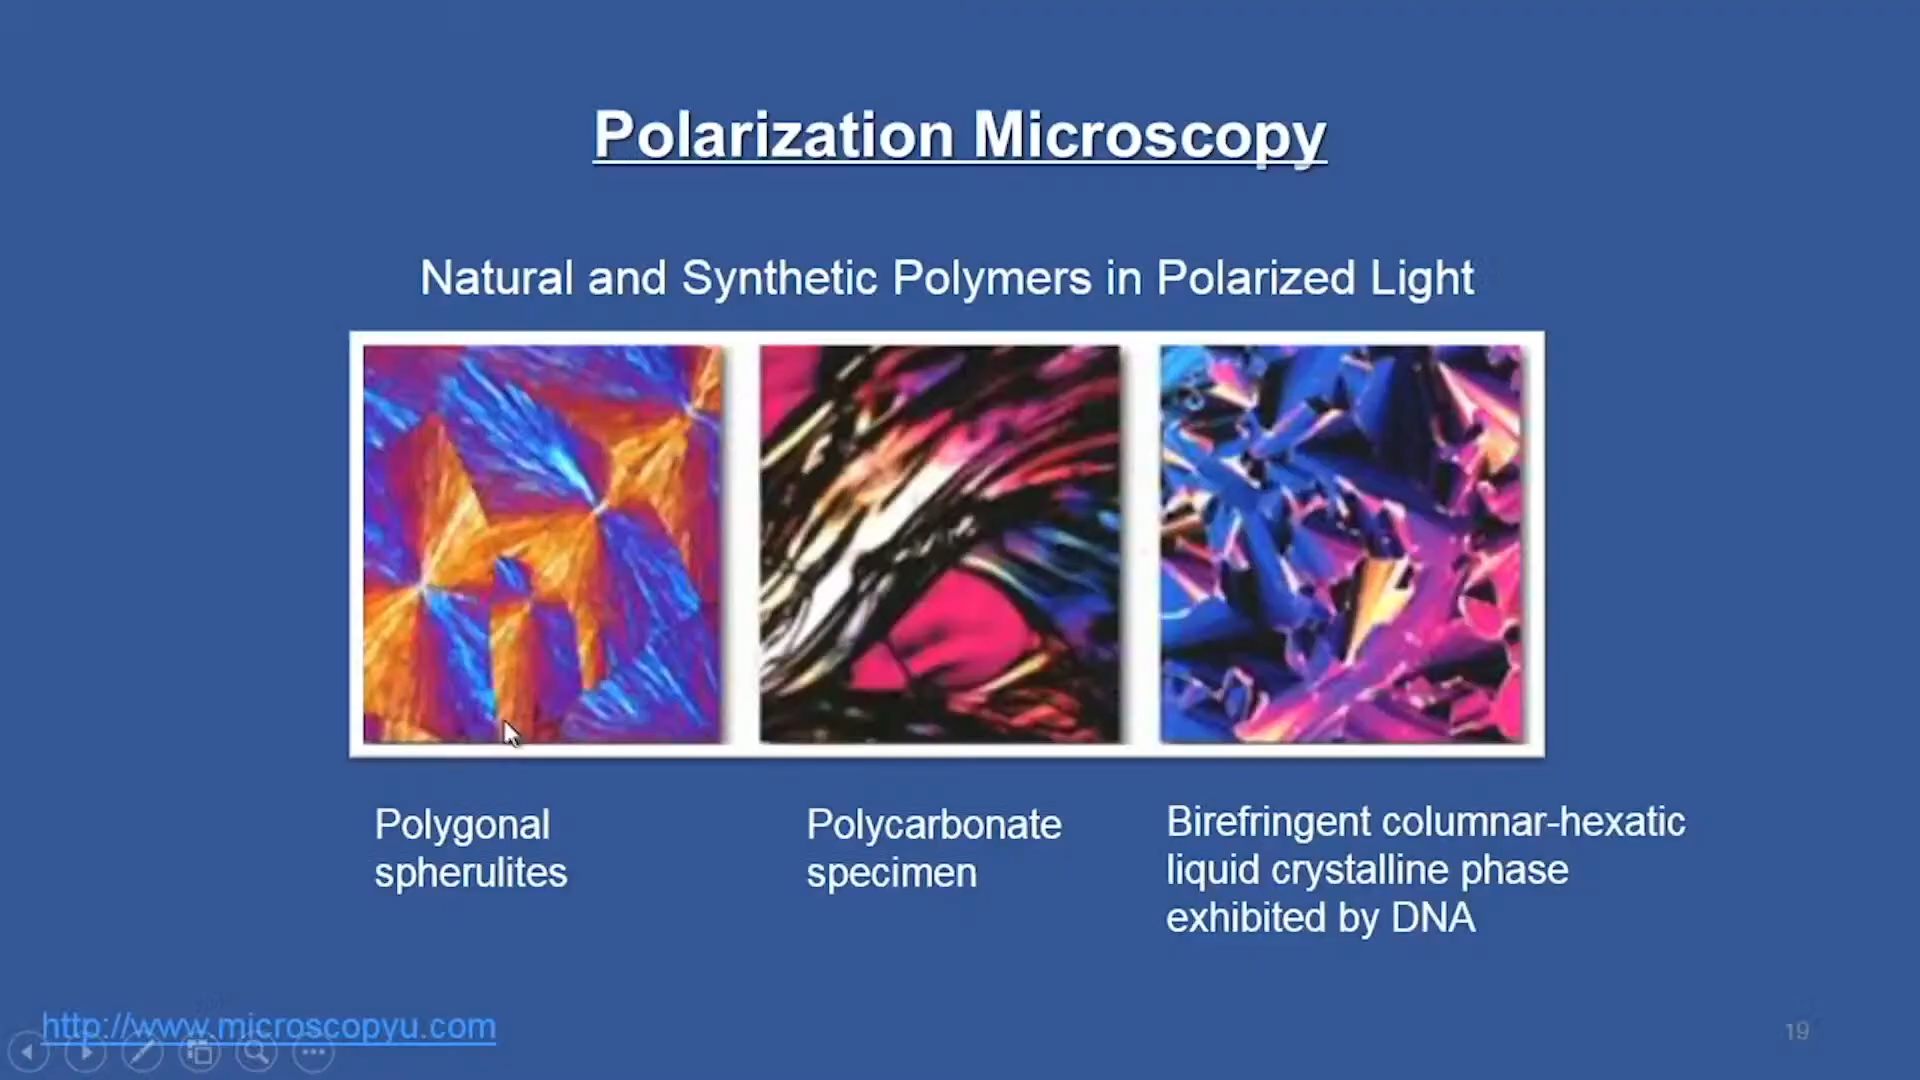 Polarization Microscopy
Natural and Synthetic Polymers in Polarized Light
Polygonal
spherulites
Polycarbonate
specimen
Birefringent columnar-hexatic
liquid crystalline phase
exhibited by DNA
http://www.microscopyu.com
19